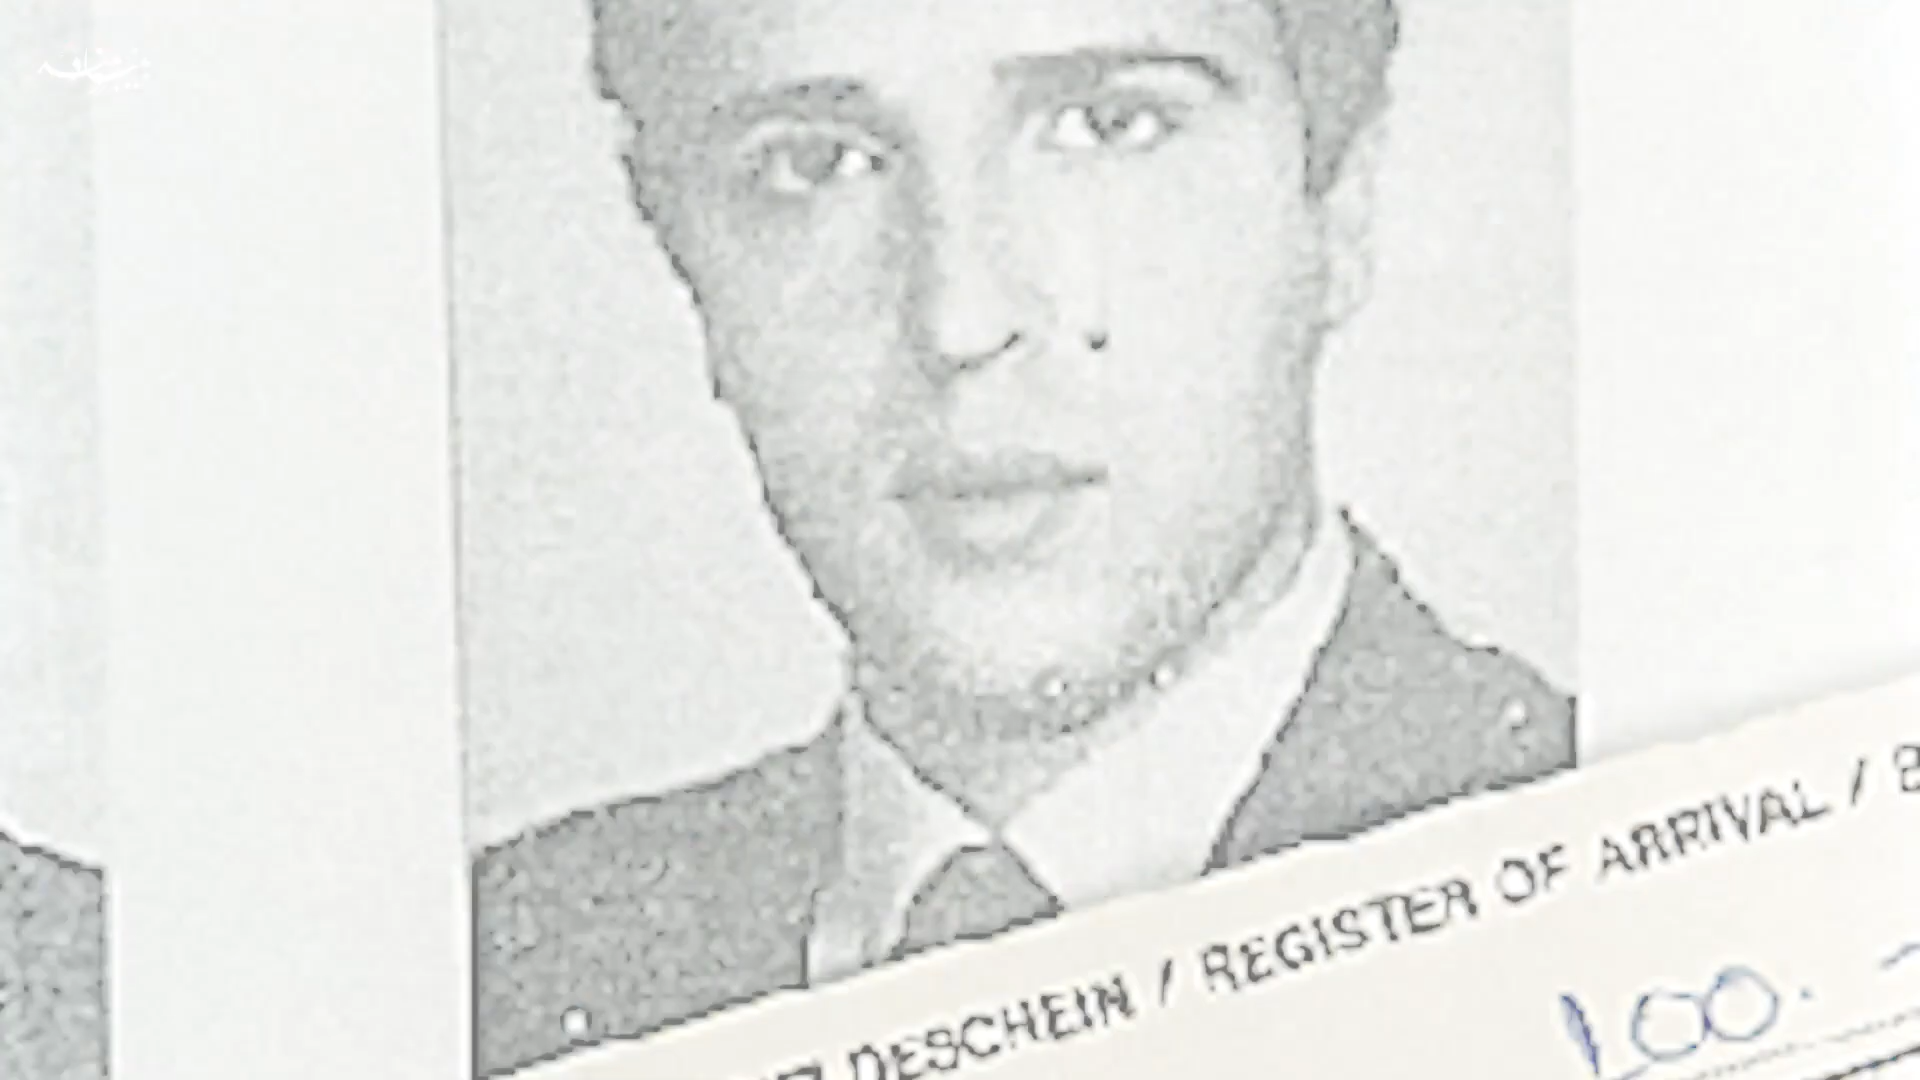 DESCHEIN / REGISTER OF ARRIVAL /
100. -